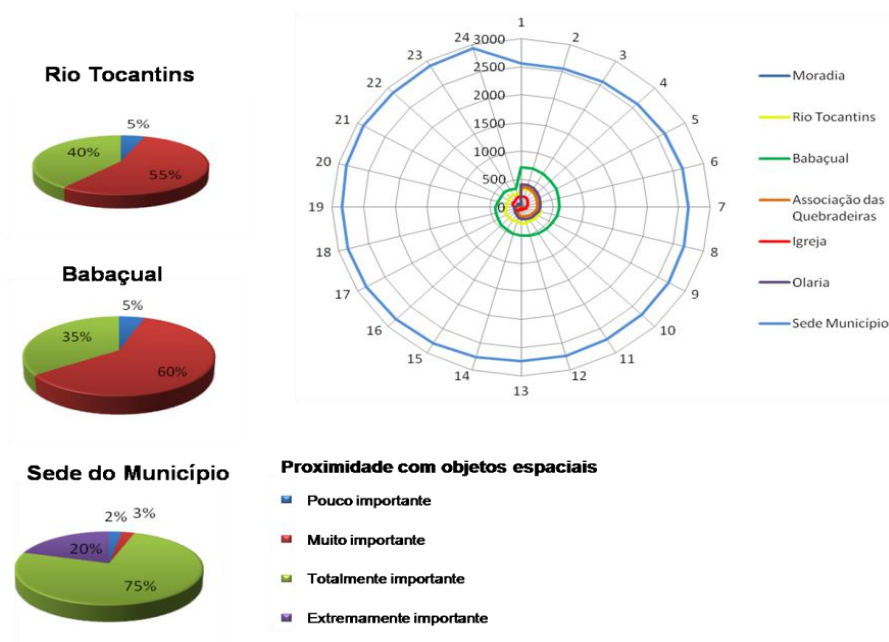 Rio Tocantins
5%
40%
55%
Babaçual
5%
35%
60%
Sede do Município
2%
3%
20%
75%
1
2
3
4
5
6
7
8
9
10
11
12
13
14
15
16
17
18
19
20
21
22
23
24
3000
2500
2000
1500
1000
500
0
Moradia
Rio Tocantins
Babaçual
Associação das
Quebradeiras
Igreja
Olaria
Sede Município
Proximidade com objetos espaciais
Pouco importante
Muito importante
Totalmente importante
Extremamente importante